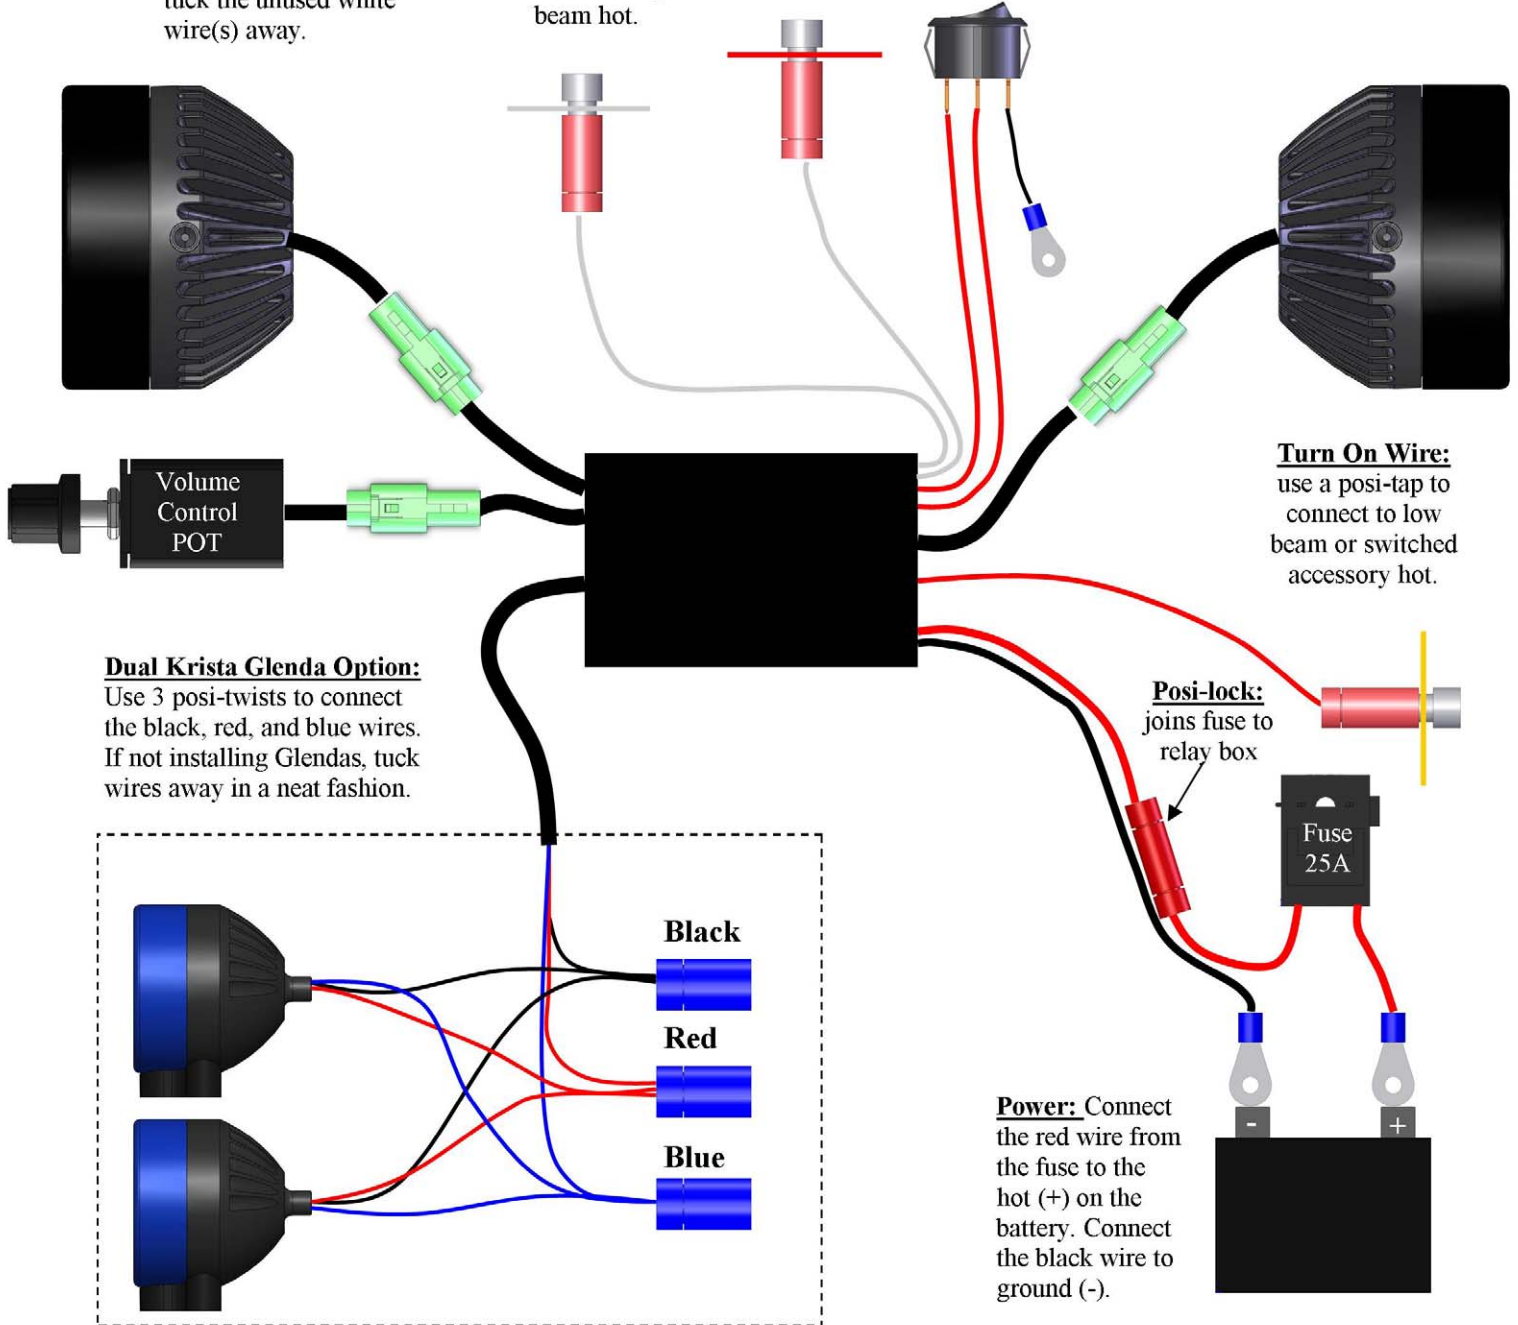 tuck the unused white
wire(s) away.
beam hot.
Volume
Control
POT
Turn On Wire:
use a posi-tap to
connect to low
beam or switched
accessory hot.
Dual Krista Glenda Option:
Use 3 posi-twists to connect
the black, red, and blue wires.
If not installing Glendas, tuck
wires away in a neat fashion.
Posi-lock:
joins fuse to
relay box
Fuse
25A
Black
Red
Blue
- +
Power: Connect
the red wire from
the fuse to the
hot (+) on the
battery. Connect
the black wire to
ground (-).